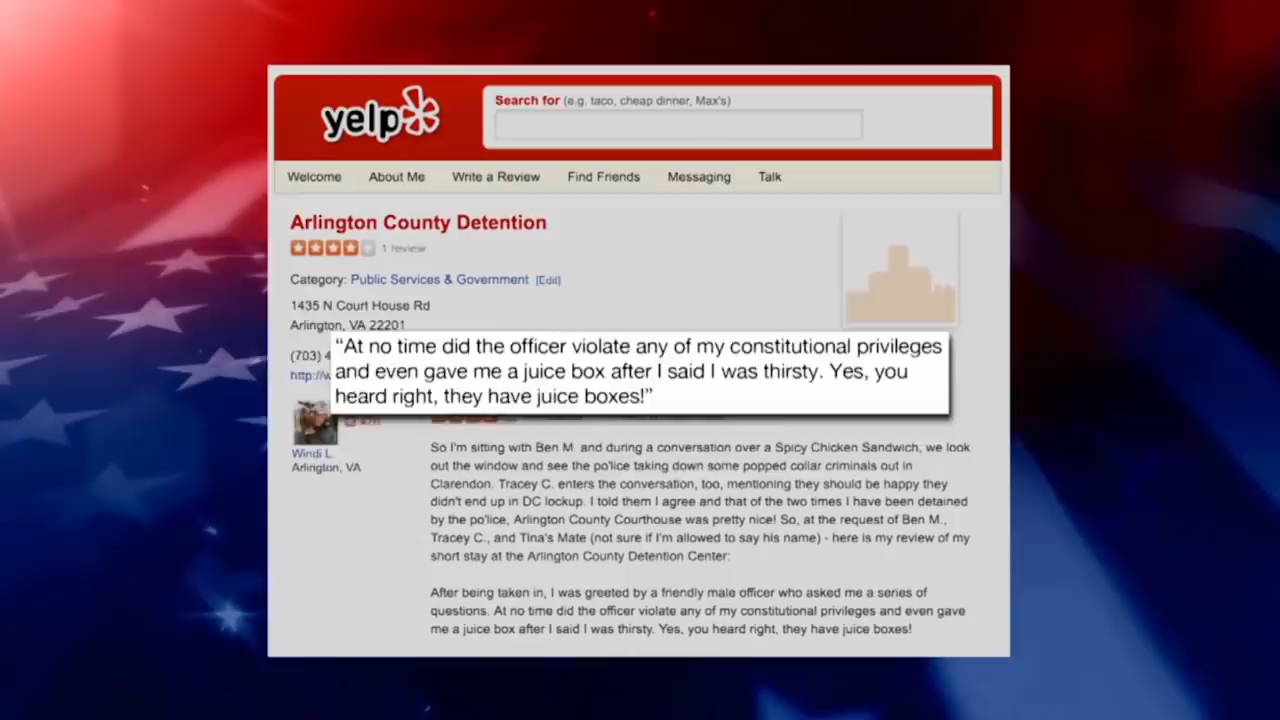 yelp
Search for (e.g. taco, cheap dinner, Max's)
Welcome About Me Write a Review Find Friends Messaging Talk
Arlington County Detention
1 review
Category: Public Services & Government [Edit]
1435 N Court House Rd
Arlington, VA 22201
(703) 4
http://w
“At no time did the officer violate any of my constitutional privileges
and even gave me a juice box after I said I was thirsty. Yes, you
heard right, they have juice boxes!”
Windi L.
Arlington, VA
So I'm sitting with Ben M. and during a conversation over a Spicy Chicken Sandwich, we look
out the window and see the po'lice taking down some popped collar criminals out in
Clarendon. Tracey C. enters the conversation, too, mentioning they should be happy they
didn't end up in DC lockup. I told them I agree and that of the two times I have been detained
by the po'lice, Arlington County Courthouse was pretty nice! So, at the request of Ben M.,
Tracey C., and Tina's Mate (not sure if I'm allowed to say his name) - here is my review of my
short stay at the Arlington County Detention Center:
After being taken in, I was greeted by a friendly male officer who asked me a series of
questions. At no time did the officer violate any of my constitutional privileges and even gave
me a juice box after I said I was thirsty. Yes, you heard right, they have juice boxes!